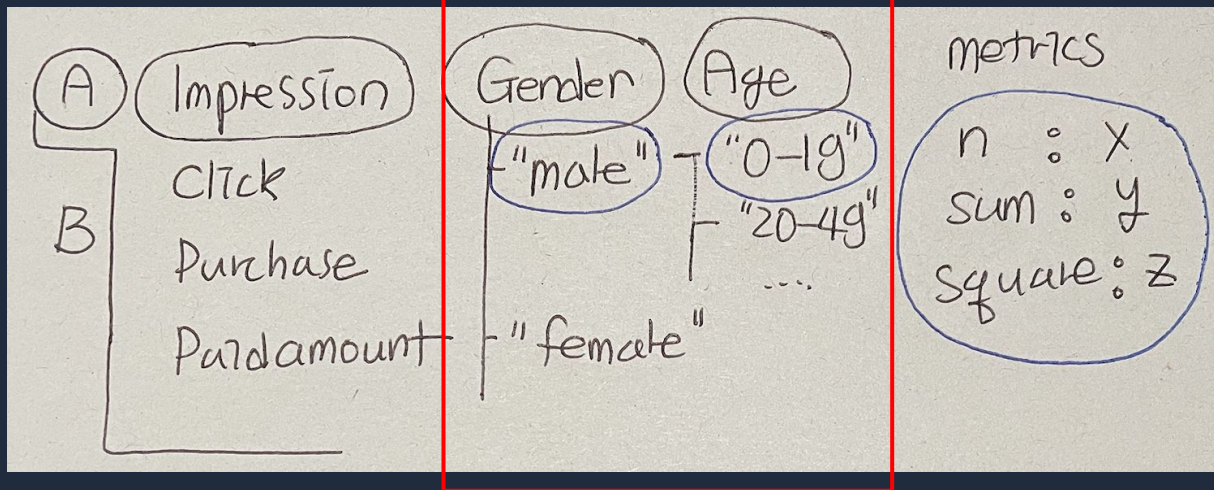 A Impression Gender Age metrics
Click "male" "0-19" n : x
B "20-49" sum : y
Purchase .... square : z
Paidamount "female"